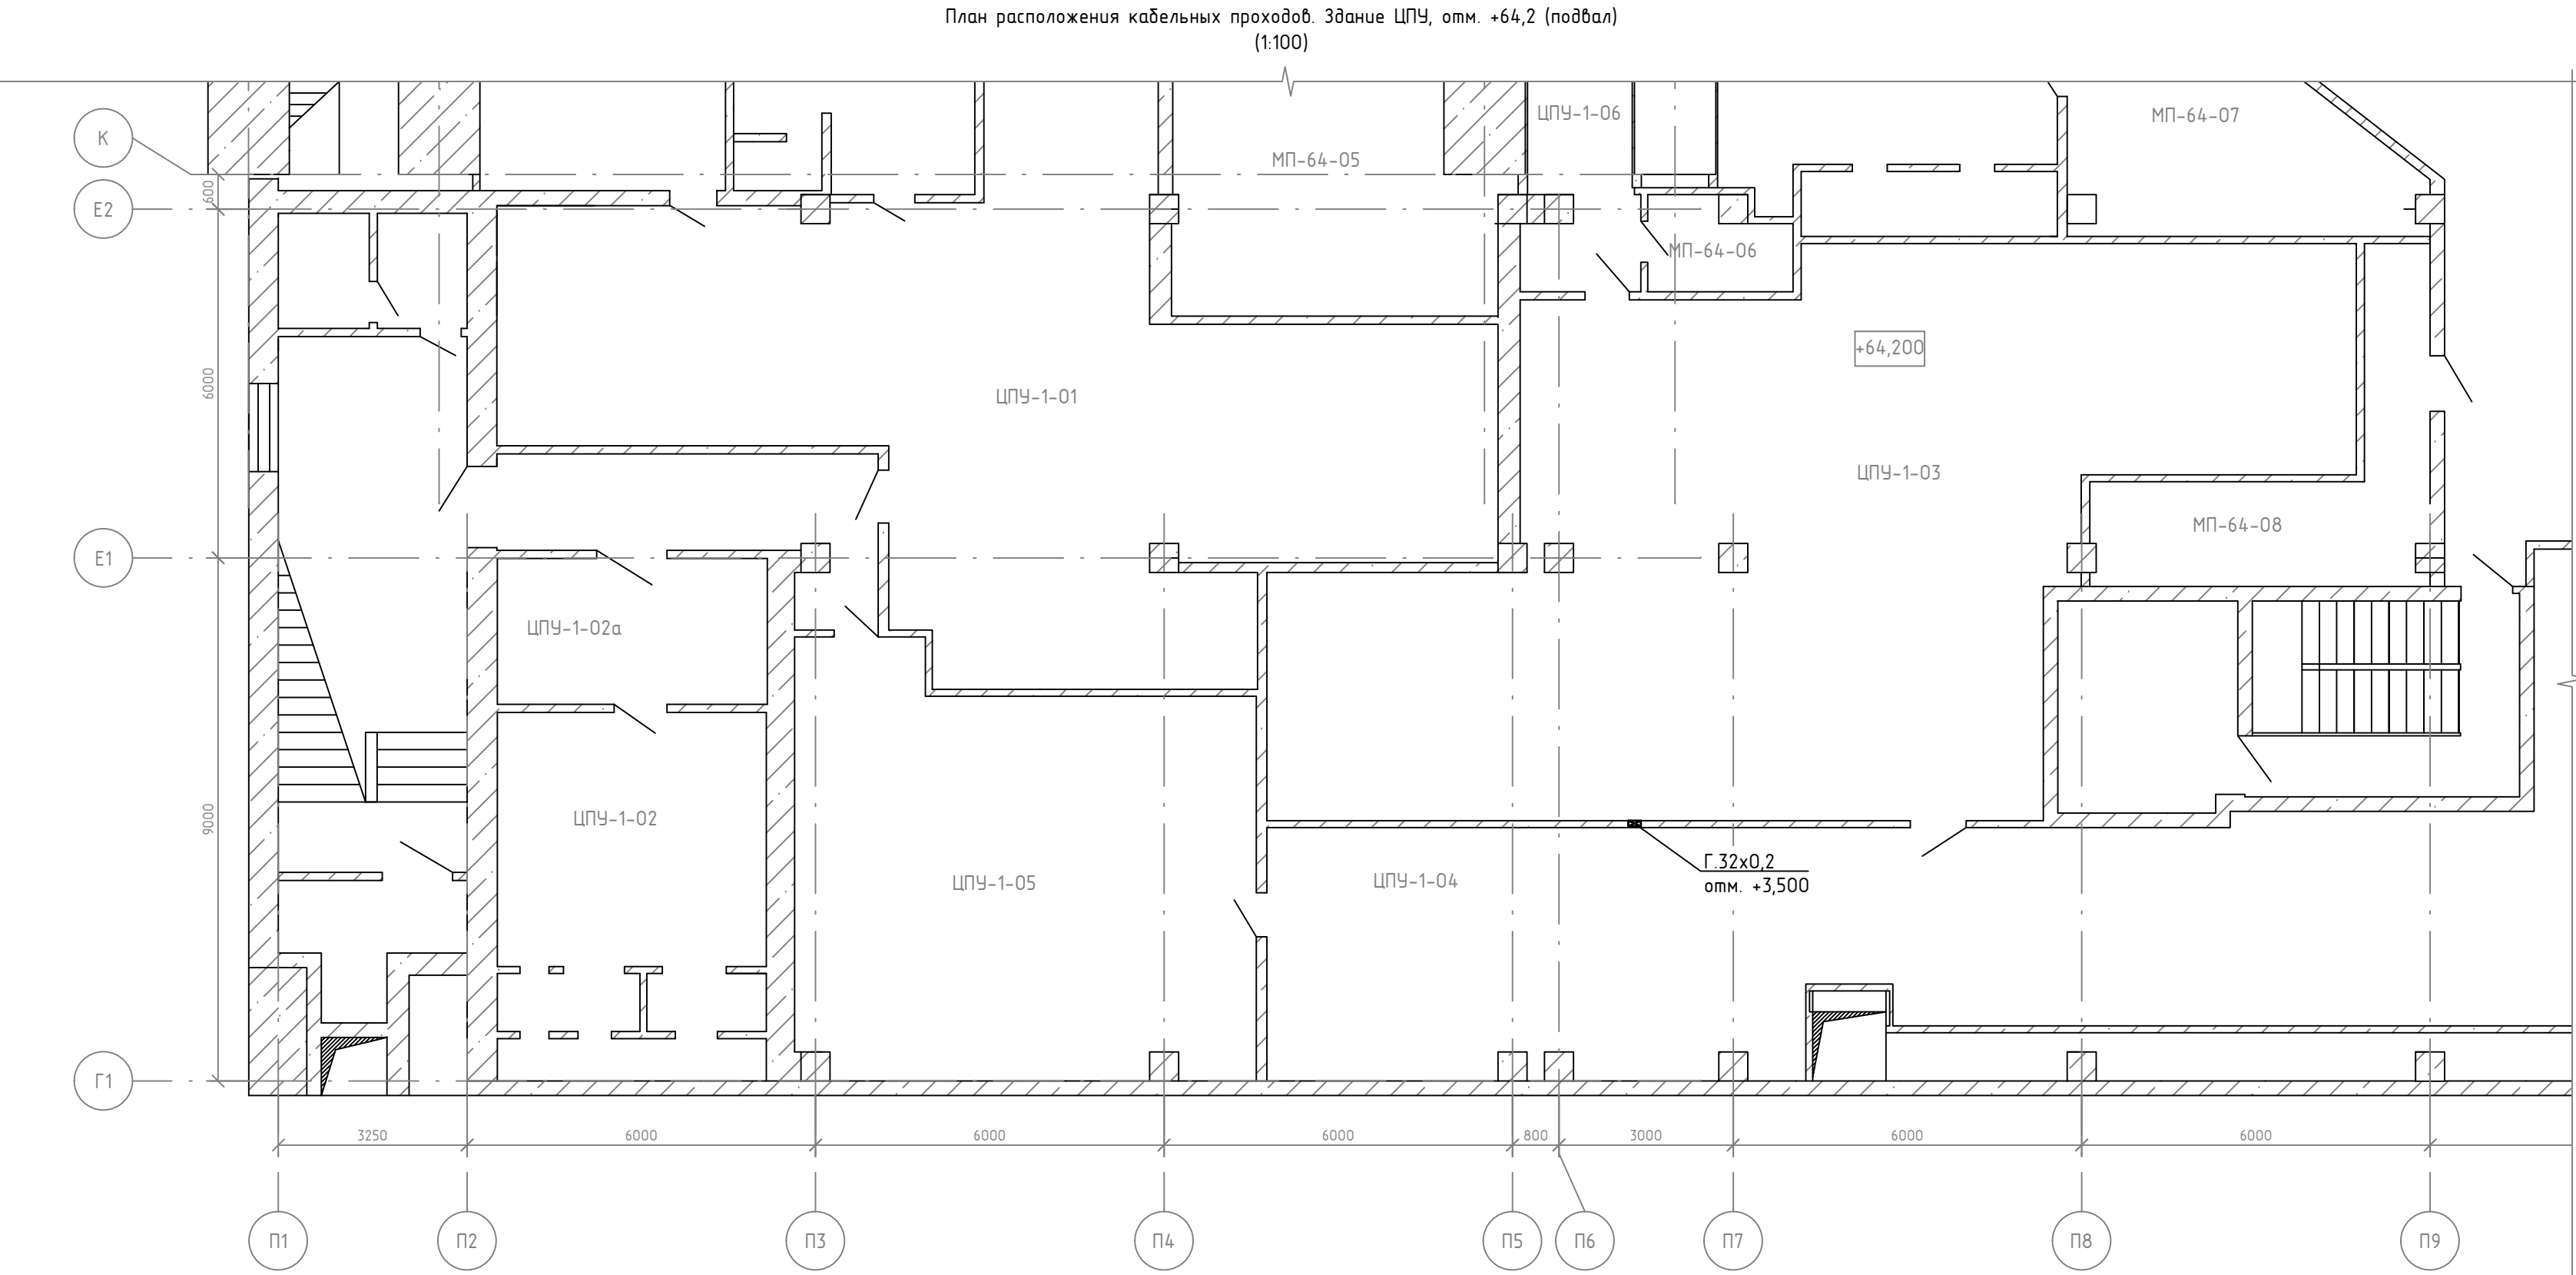 План расположения кабельных проходов. Здание ЦПУ, отм. +64,2 (подвал)
(1:100)
К
ЦПУ-1-06
МП-64-07
МП-64-05
600
Е2
МП-64-06
+64,200
6000
ЦПУ-1-01
ЦПУ-1-03
МП-64-08
Е1
ЦПУ-1-02а
9000
ЦПУ-1-02
Г.32х0,2
отм. +3,500
ЦПУ-1-05
ЦПУ-1-04
Г1
3250 6000 6000 6000 800 3000 6000 6000
П1 П2 П3 П4 П5 П6 П7 П8 П9